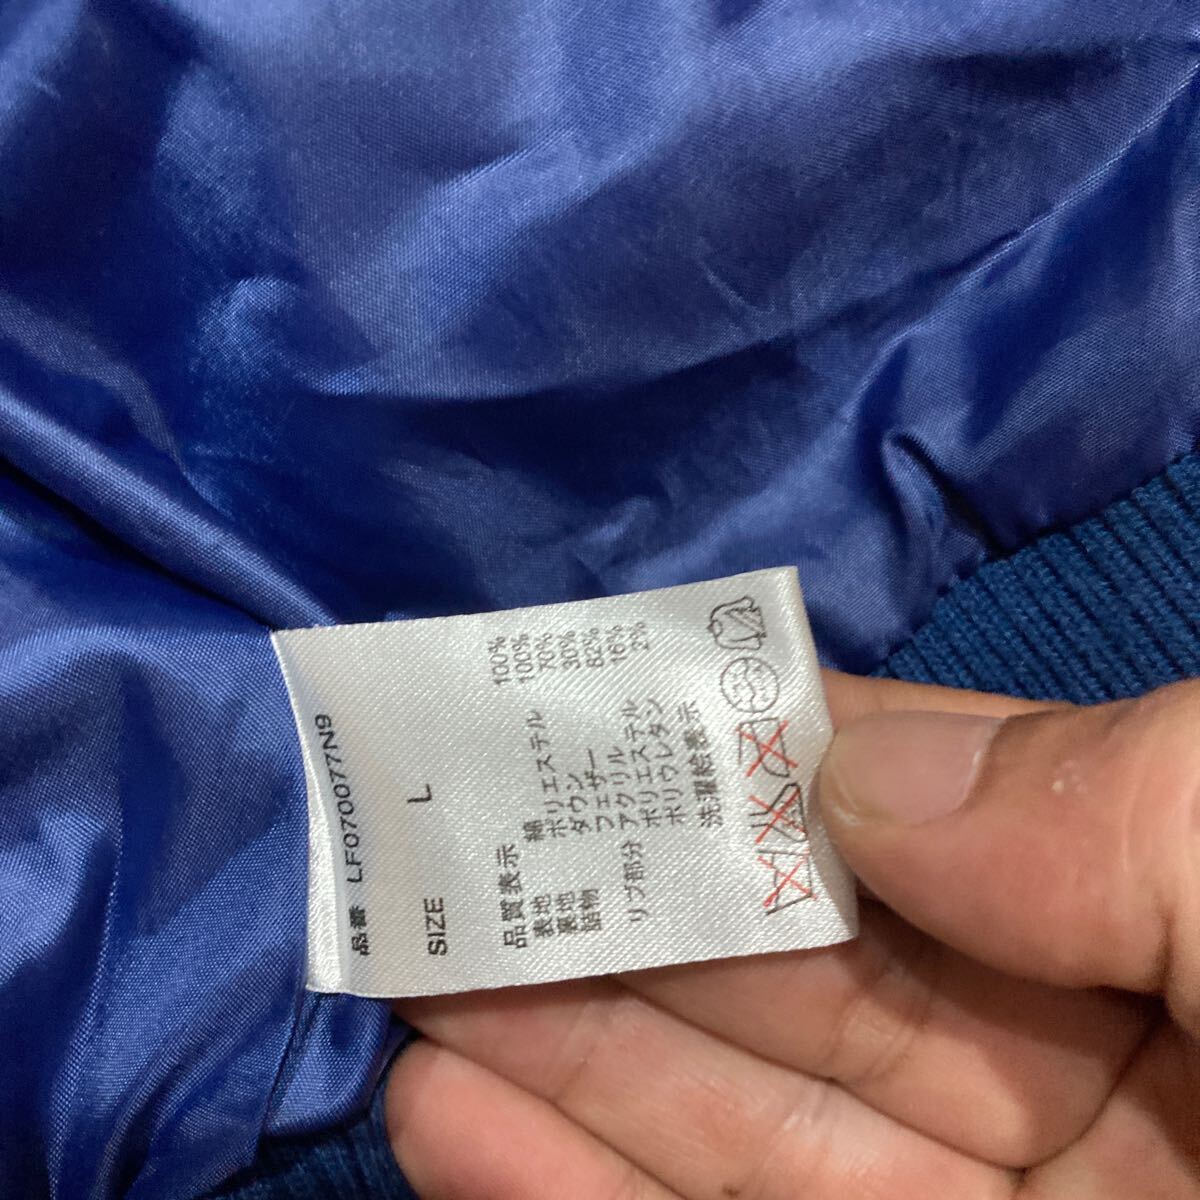 品番 LF070077N9
SIZE L
品質表示
表地 綿 100%
裏地 ポリエステル 100%
詰物 ダウン 70%
フェザー 30%
リブ部分 アクリル 82%
ポリエステル 16%
ポリウレタン 2%
洗濯絵表示